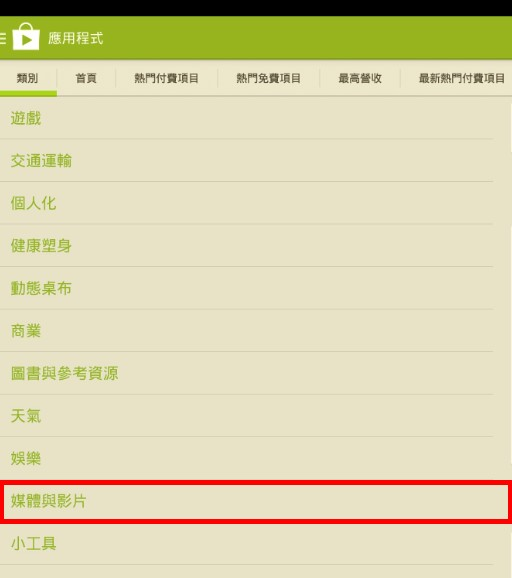 應用程式
類別 首頁 熱門付費項目 熱門免費項目 最高營收 最新熱門付費項目
遊戲
交通運輸
個人化
健康塑身
動態桌布
商業
圖書與參考資源
天氣
娛樂
媒體與影片
小工具